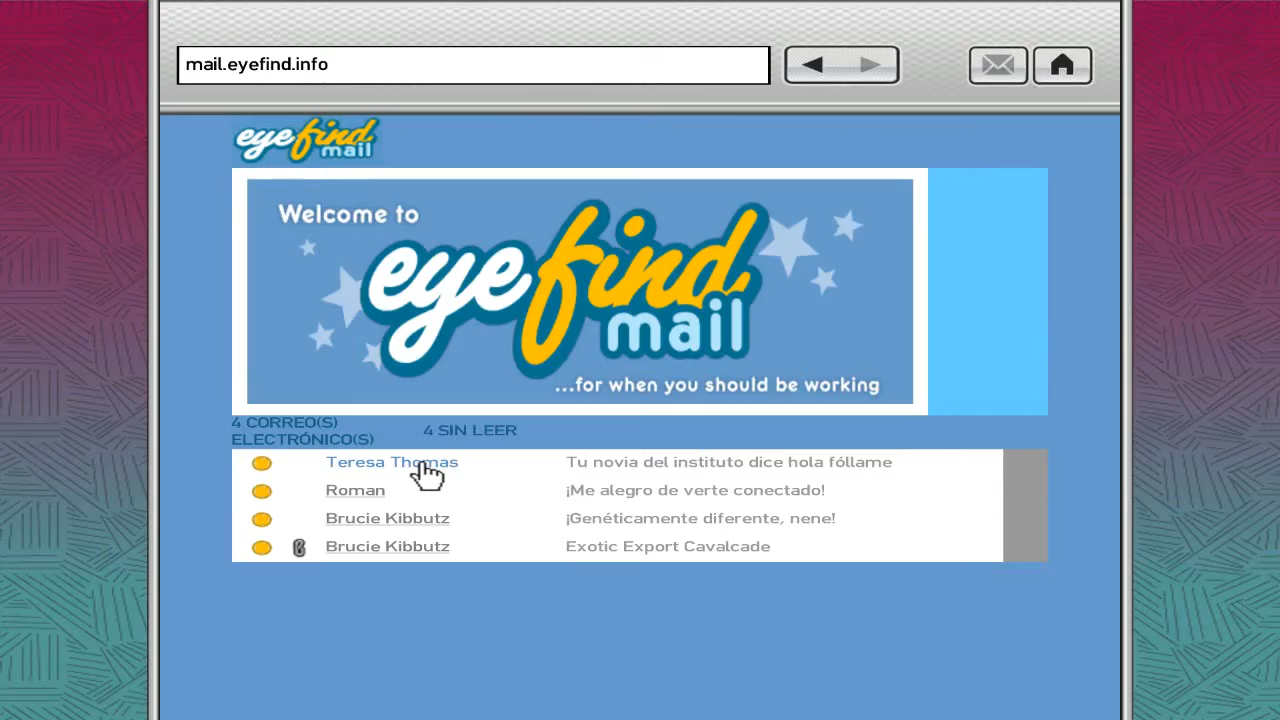 mail.eyefind.info
eyefind mail
Welcome to
eyefind mail
...for when you should be working
4 CORREO(S)
ELECTRÓNICO(S)
4 SIN LEER
Teresa Thomas Tu novia del instituto dice hola fóllame
Roman ¡Me alegro de verte conectado!
Brucie Kibbutz ¡Genéticamente diferente, nene!
Brucie Kibbutz Exotic Export Cavalcade